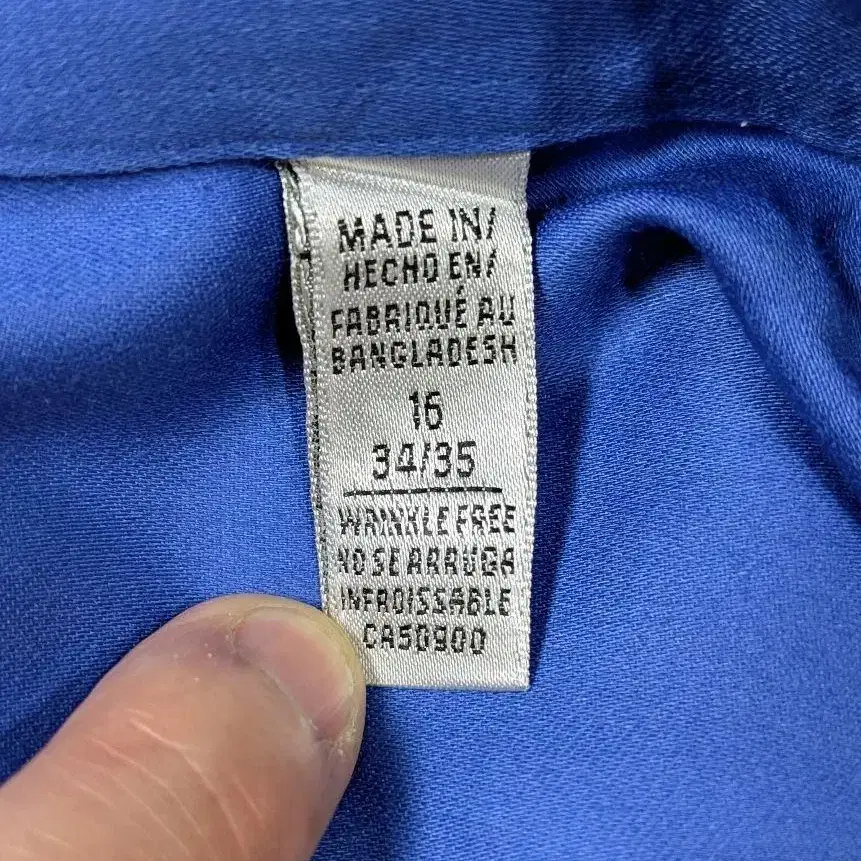 MADE IN/
HECHO EN/
FABRIQUÉ AU
BANGLADESH
16
34/35
WRINKLE FREE
NO SE ARRUGA
INFROISSABLE
CA50900